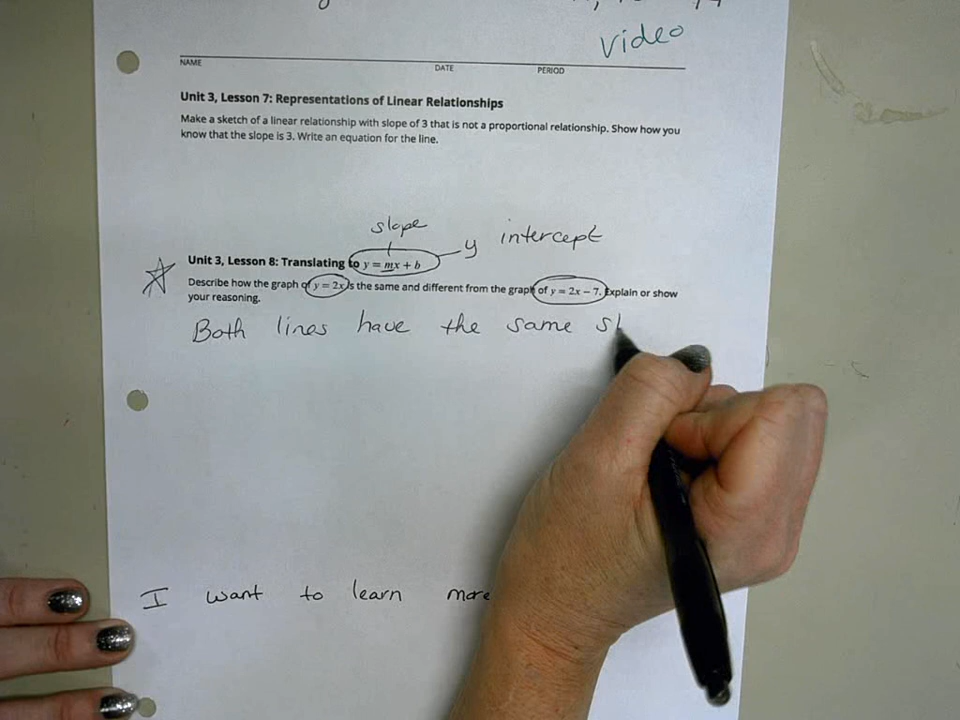 video
NAME DATE PERIOD
Unit 3, Lesson 7: Representations of Linear Relationships
Make a sketch of a linear relationship with slope of 3 that is not a proportional relationship. Show how you
know that the slope is 3. Write an equation for the line.
slope
y intercept
Unit 3, Lesson 8: Translating to y = mx + b
Describe how the graph of y = 2x is the same and different from the graph of y = 2x − 7. Explain or show
your reasoning.
Both lines have the same sl
I want to learn more